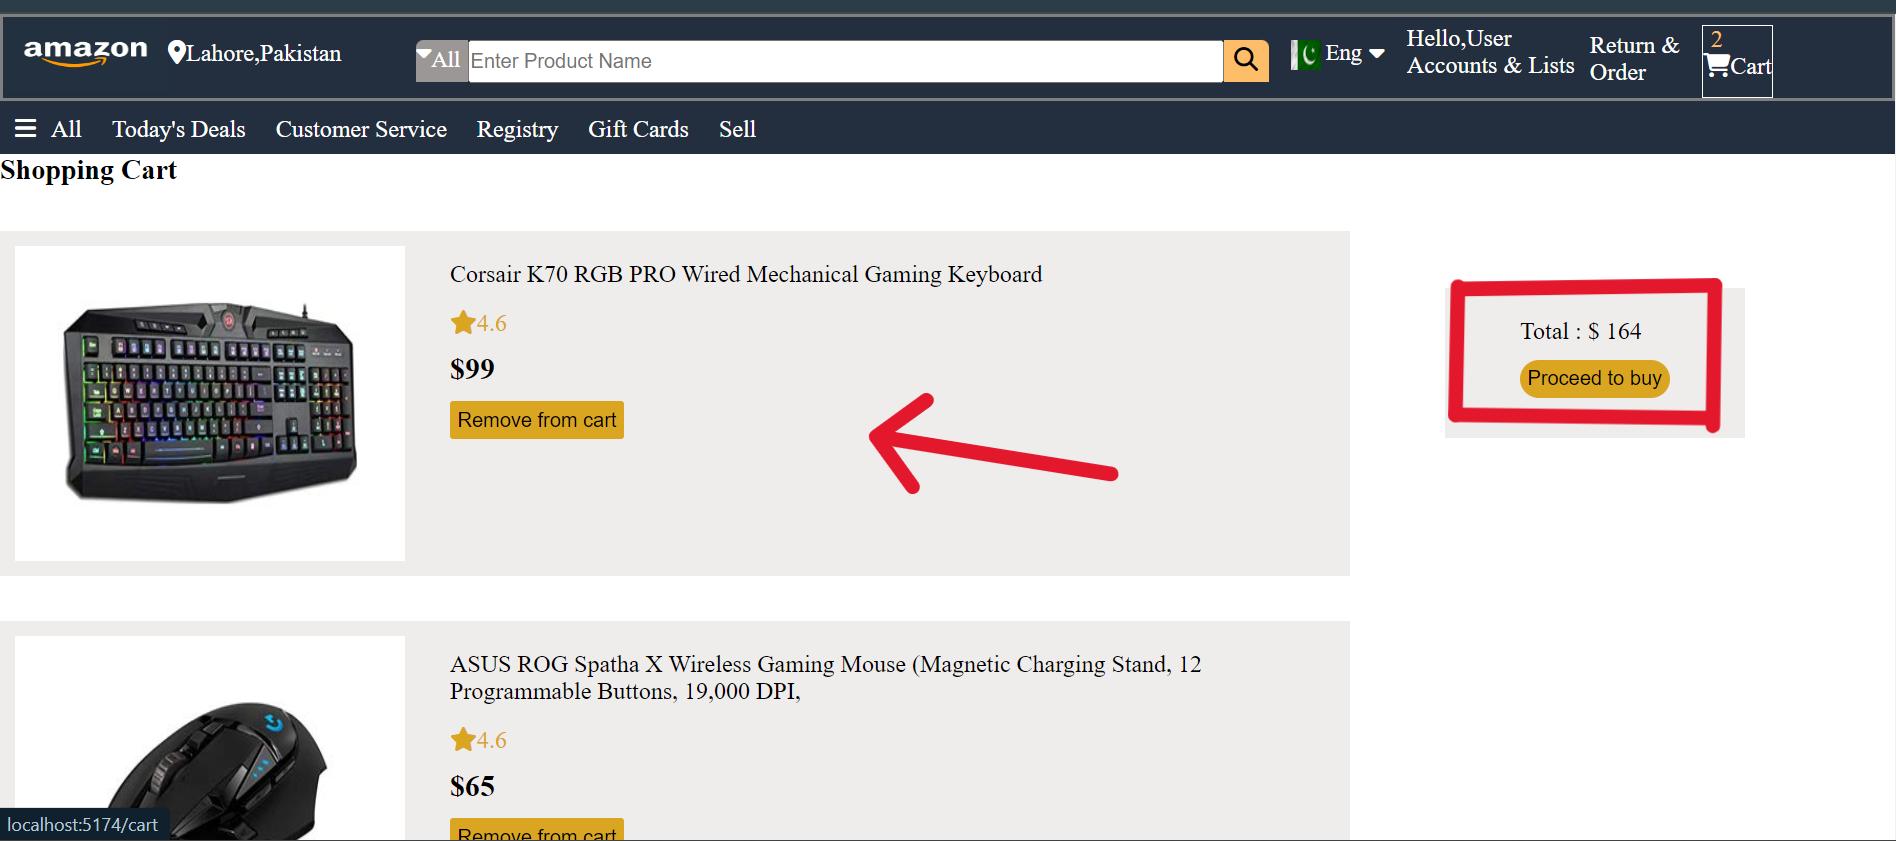 amazon
Lahore,Pakistan
All
Enter Product Name
Eng
Hello,User
Accounts & Lists
Return &
Order
2
Cart
All
Today's Deals
Customer Service
Registry
Gift Cards
Sell
Shopping Cart
Corsair K70 RGB PRO Wired Mechanical Gaming Keyboard
4.6
$99
Remove from cart
Total : $ 164
Proceed to buy
ASUS ROG Spatha X Wireless Gaming Mouse (Magnetic Charging Stand, 12
Programmable Buttons, 19,000 DPI,
4.6
$65
Remove from cart
localhost:5174/cart